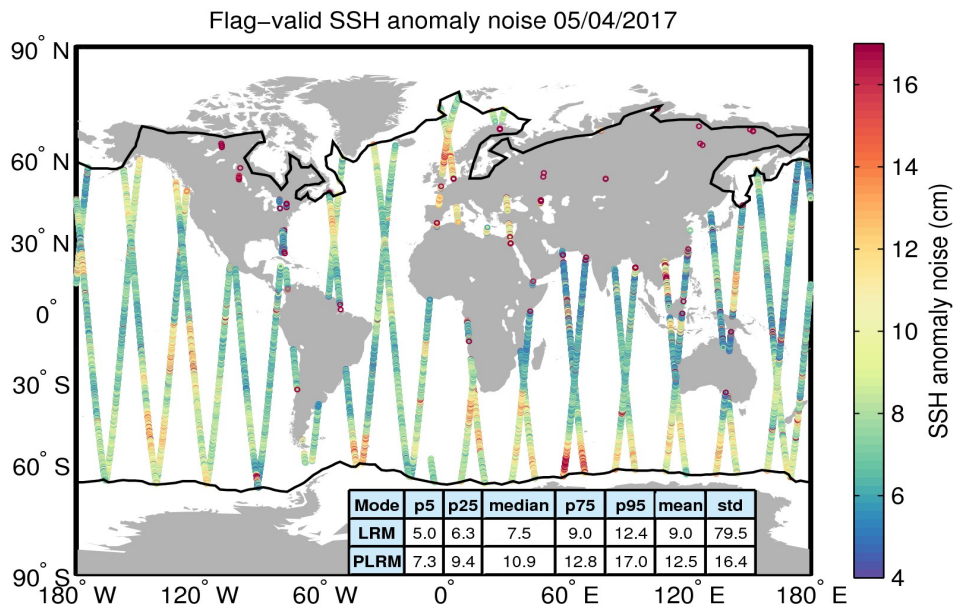 Flag−valid SSH anomaly noise 05/04/2017
90° N
60° N
30° N
0°
30° S
60° S
90° S
180° W 120° W 60° W 0° 60° E 120° E 180° E
16
14
12
10
8
6
4
SSH anomaly noise (cm)
Mode p5 p25 median p75 p95 mean std
LRM 5.0 6.3 7.5 9.0 12.4 9.0 79.5
PLRM 7.3 9.4 10.9 12.8 17.0 12.5 16.4